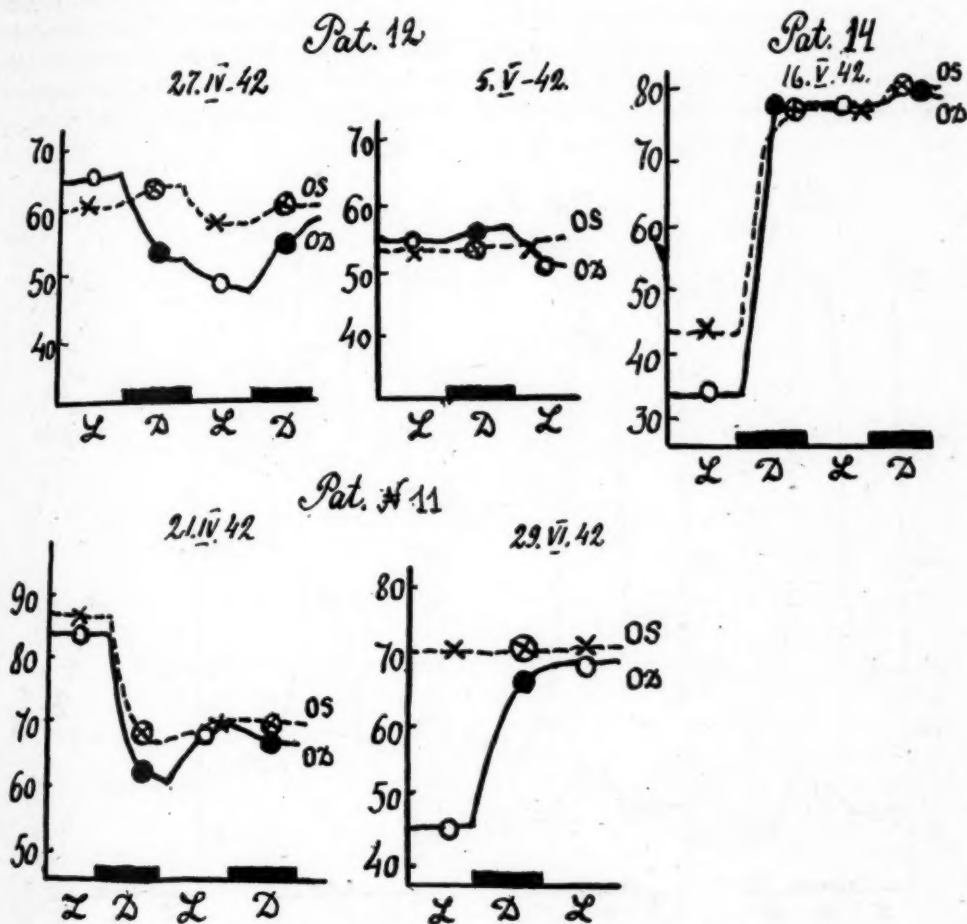 Pat. 12
27.IV-42
70
60
50
40
OS
OD
L D L D
5.V-42.
70
60
50
40
OS
OD
L D L
Pat. 14
16.V.42.
80
70
60
50
40
30
OS
OD
L D L D
Pat. № 11
21.IV.42
90
80
70
60
50
OS
OD
L D L D
29.VI.42
80
70
60
50
40
OS
OD
L D L